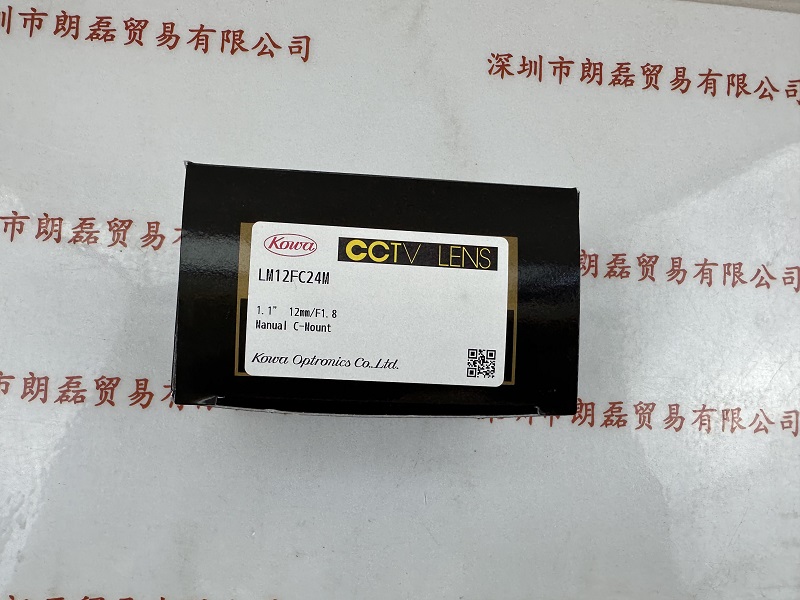 圳市朗磊贸易有限公司
深圳市朗磊贸易有限公司
市朗磊贸易有
朗磊贸易有限公司
Kowa
CCTV LENS
LM12FC24M
1.1" 12mm/F1.8
Manual C-Mount
Kowa Optronics Co.,Ltd.
市朗磊贸易有限
市朗磊贸易有限公司